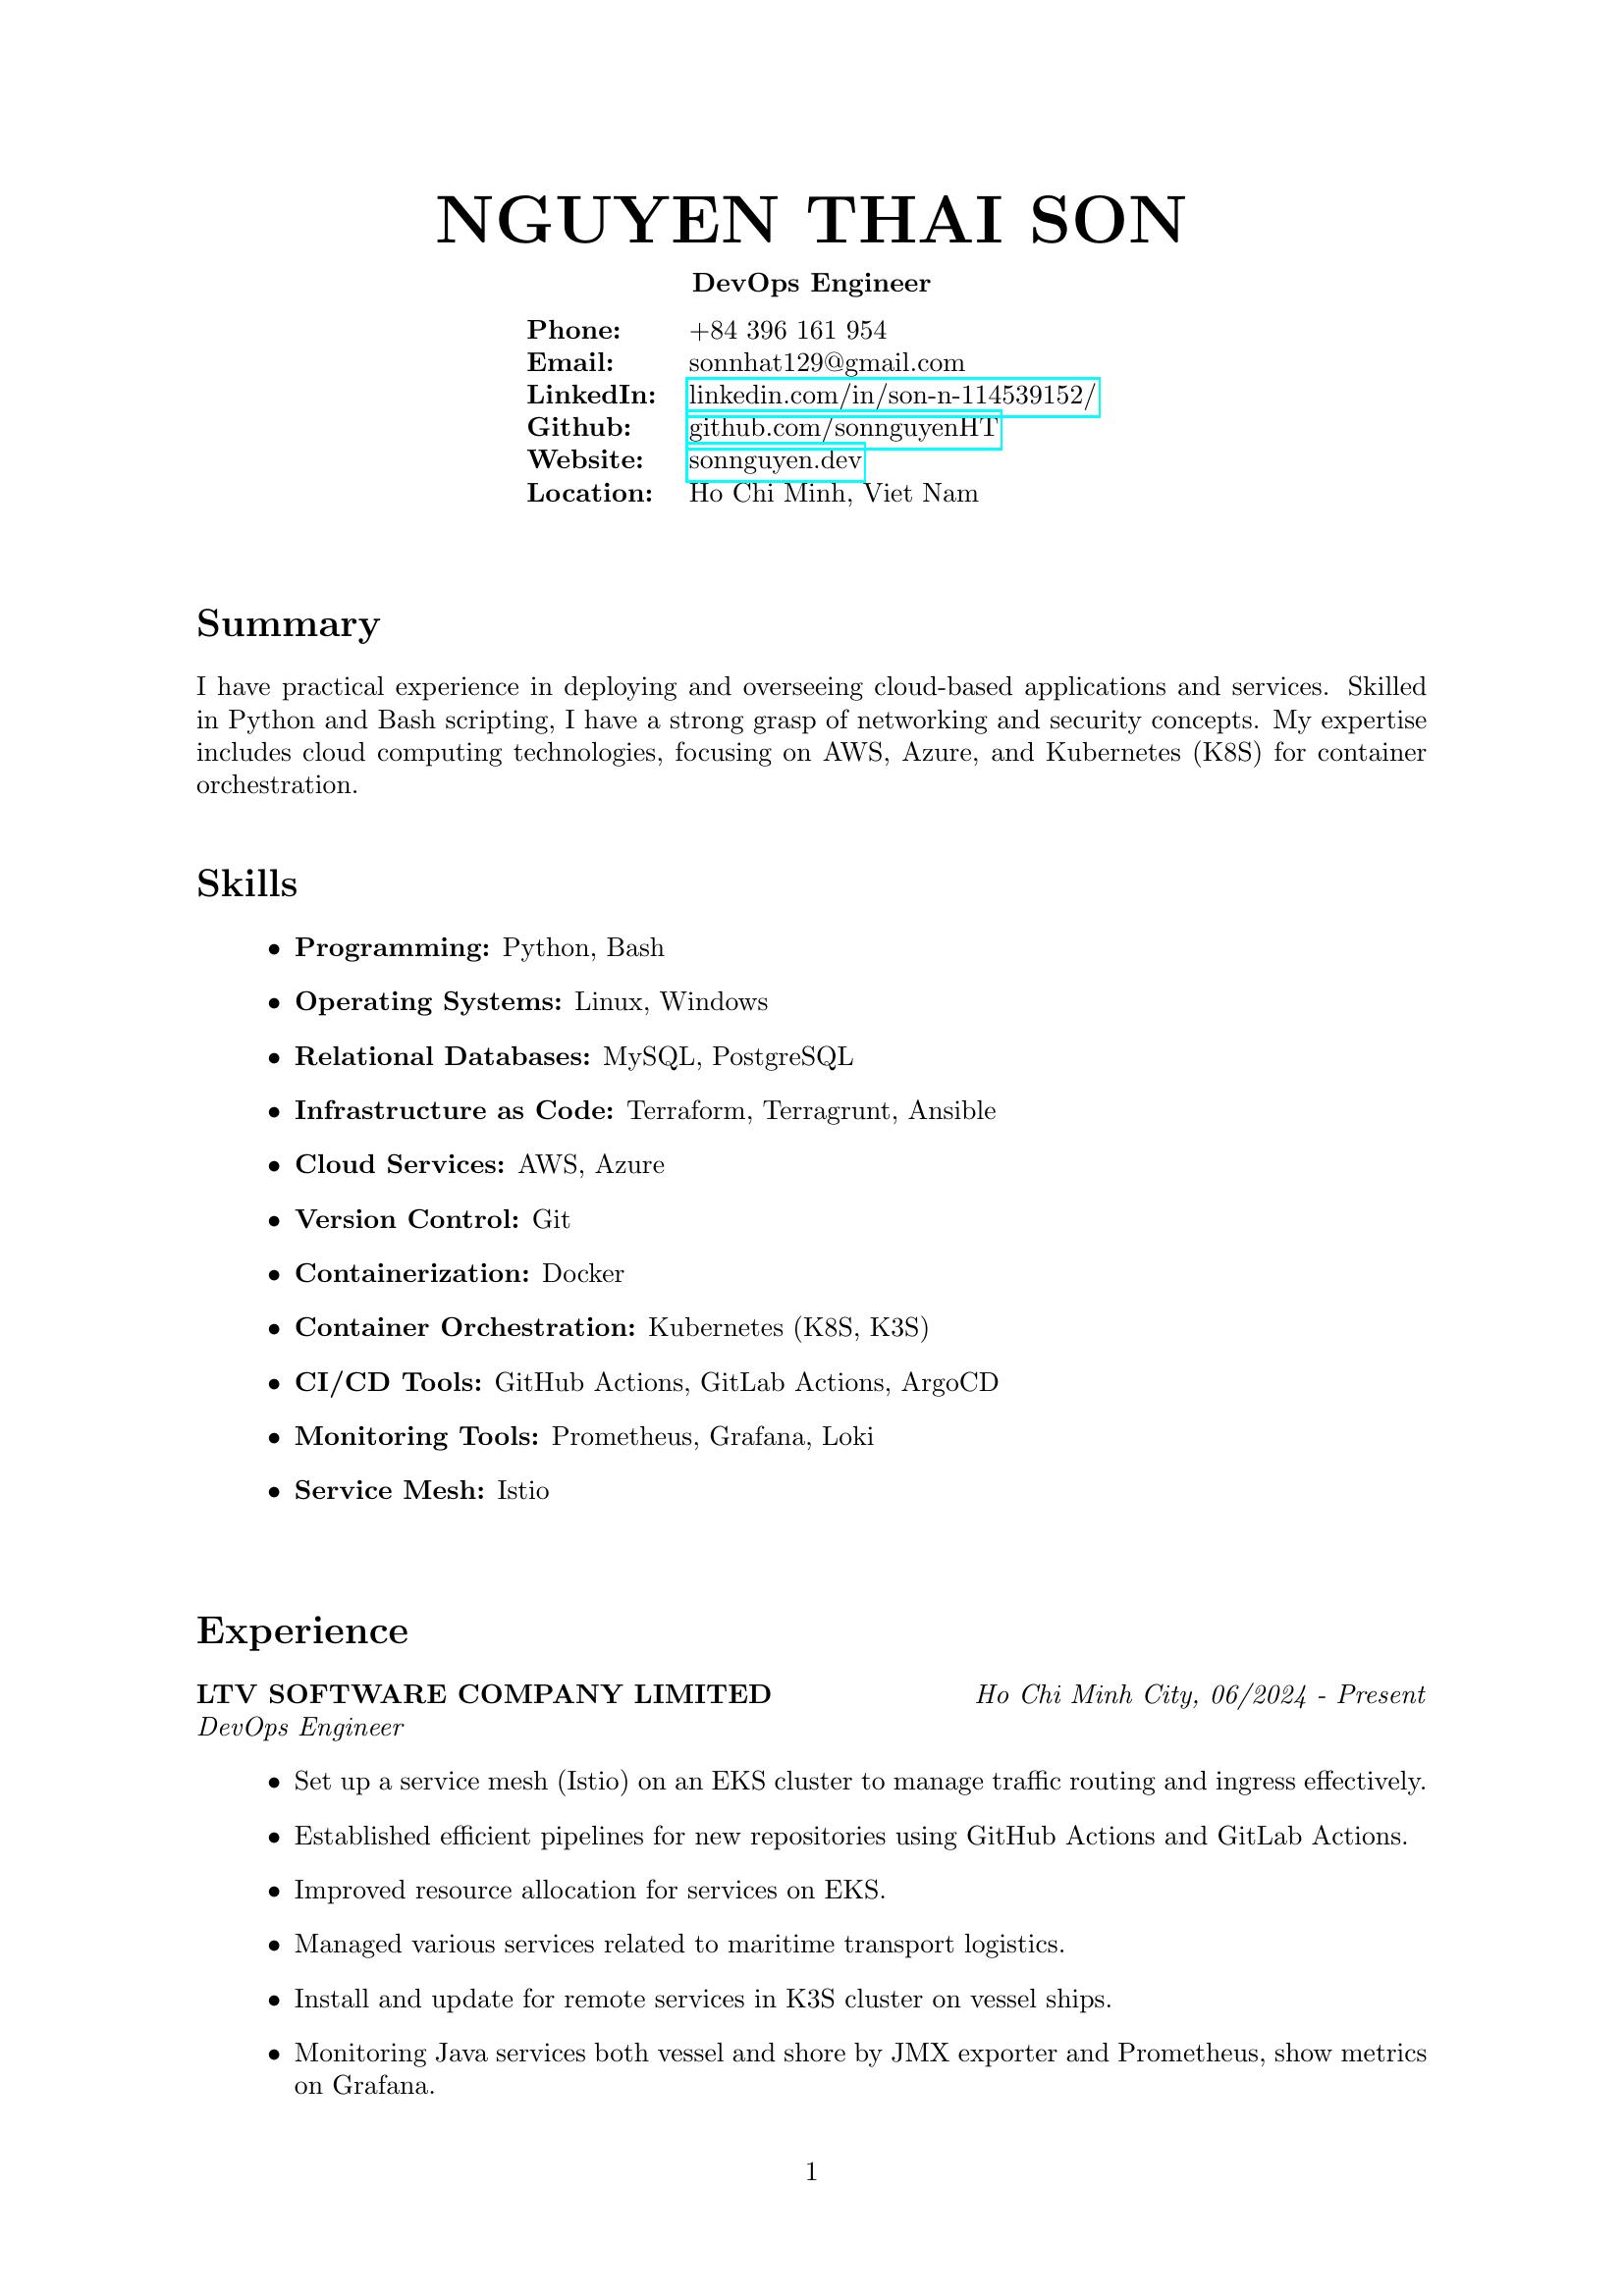 NGUYEN THAI SON
DevOps Engineer
Phone: +84 396 161 954
Email: sonnhat129@gmail.com
LinkedIn: linkedin.com/in/son-n-114539152/
Github: github.com/sonnguyenHT
Website: sonnguyen.dev
Location: Ho Chi Minh, Viet Nam
Summary
I have practical experience in deploying and overseeing cloud-based applications and services. Skilled
in Python and Bash scripting, I have a strong grasp of networking and security concepts. My expertise
includes cloud computing technologies, focusing on AWS, Azure, and Kubernetes (K8S) for container
orchestration.
Skills
• Programming: Python, Bash
• Operating Systems: Linux, Windows
• Relational Databases: MySQL, PostgreSQL
• Infrastructure as Code: Terraform, Terragrunt, Ansible
• Cloud Services: AWS, Azure
• Version Control: Git
• Containerization: Docker
• Container Orchestration: Kubernetes (K8S, K3S)
• CI/CD Tools: GitHub Actions, GitLab Actions, ArgoCD
• Monitoring Tools: Prometheus, Grafana, Loki
• Service Mesh: Istio
Experience
LTV SOFTWARE COMPANY LIMITED Ho Chi Minh City, 06/2024 - Present
DevOps Engineer
• Set up a service mesh (Istio) on an EKS cluster to manage traffic routing and ingress effectively.
• Established efficient pipelines for new repositories using GitHub Actions and GitLab Actions.
• Improved resource allocation for services on EKS.
• Managed various services related to maritime transport logistics.
• Install and update for remote services in K3S cluster on vessel ships.
• Monitoring Java services both vessel and shore by JMX exporter and Prometheus, show metrics
on Grafana.
1